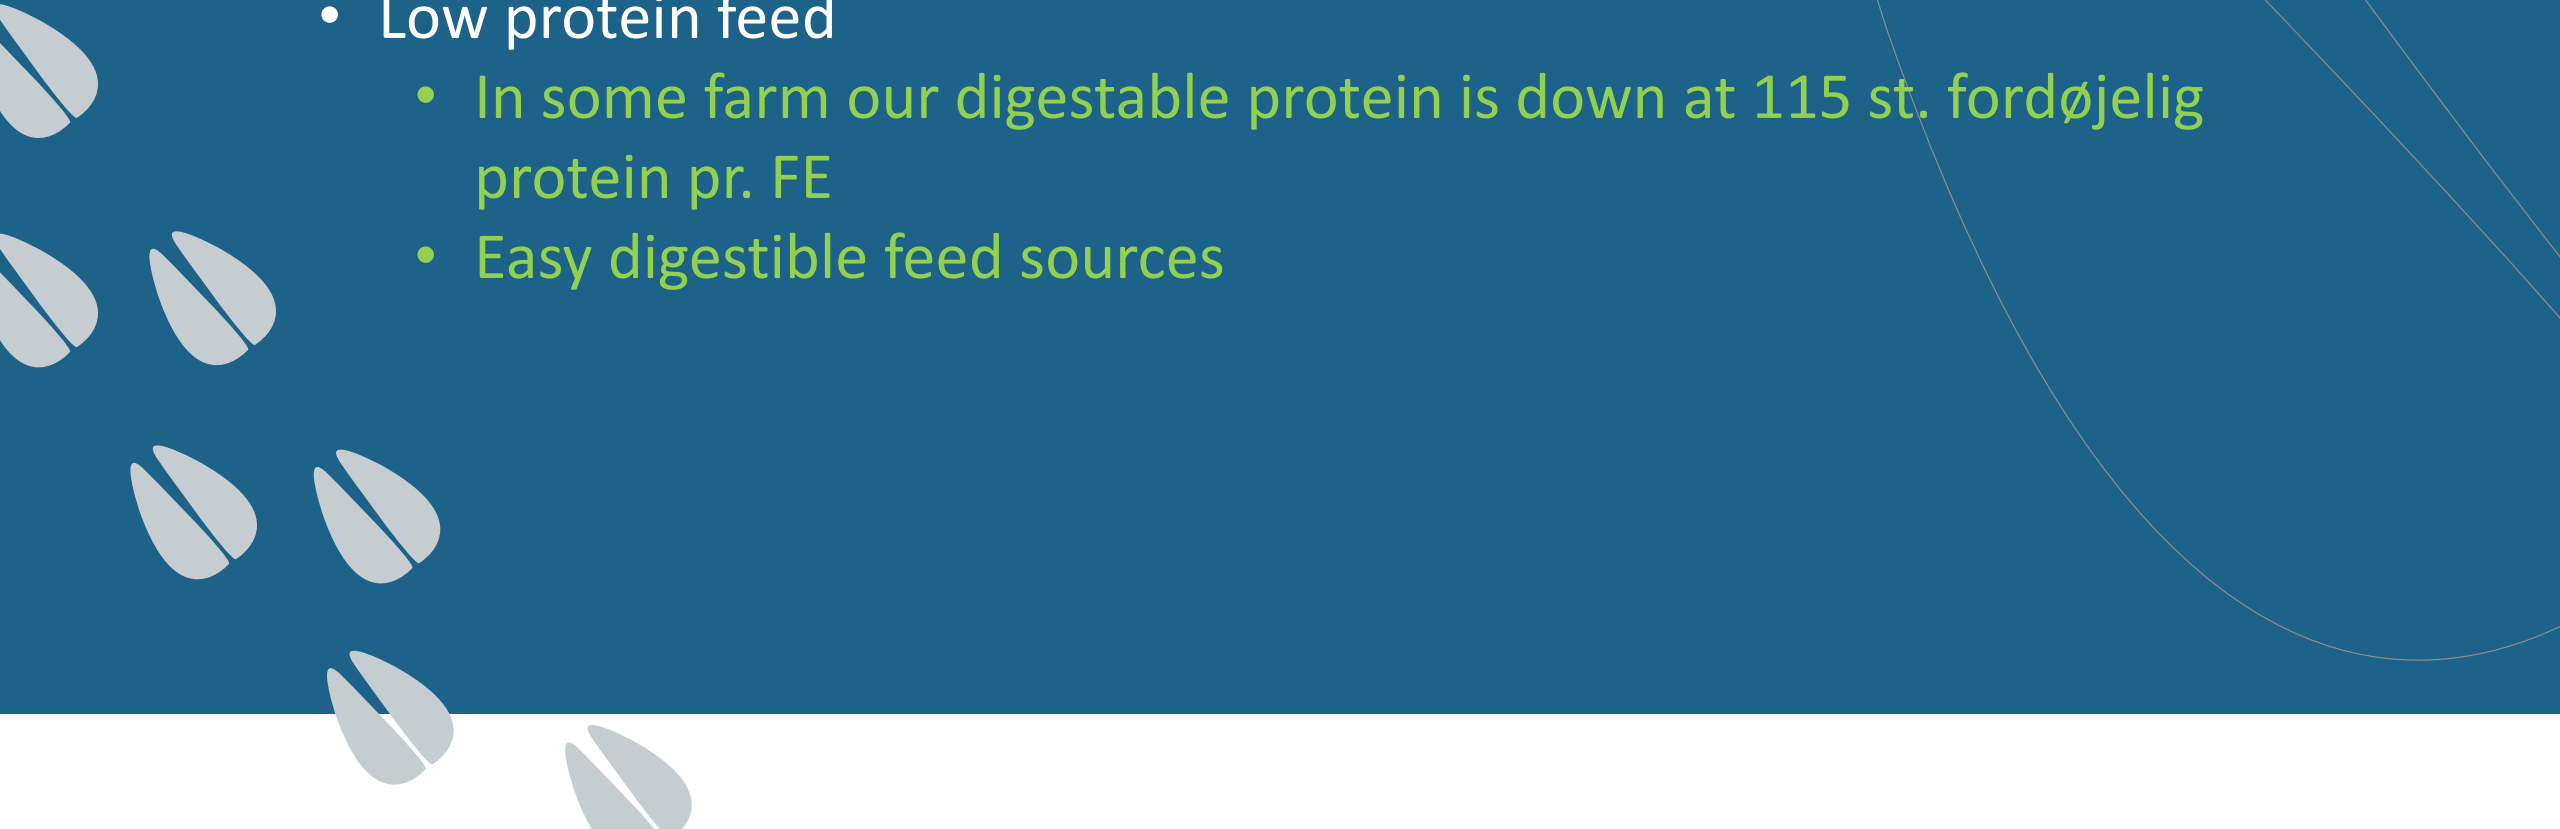 • Low protein feed
• In some farm our digestable protein is down at 115 st. fordøjelig
protein pr. FE
• Easy digestible feed sources